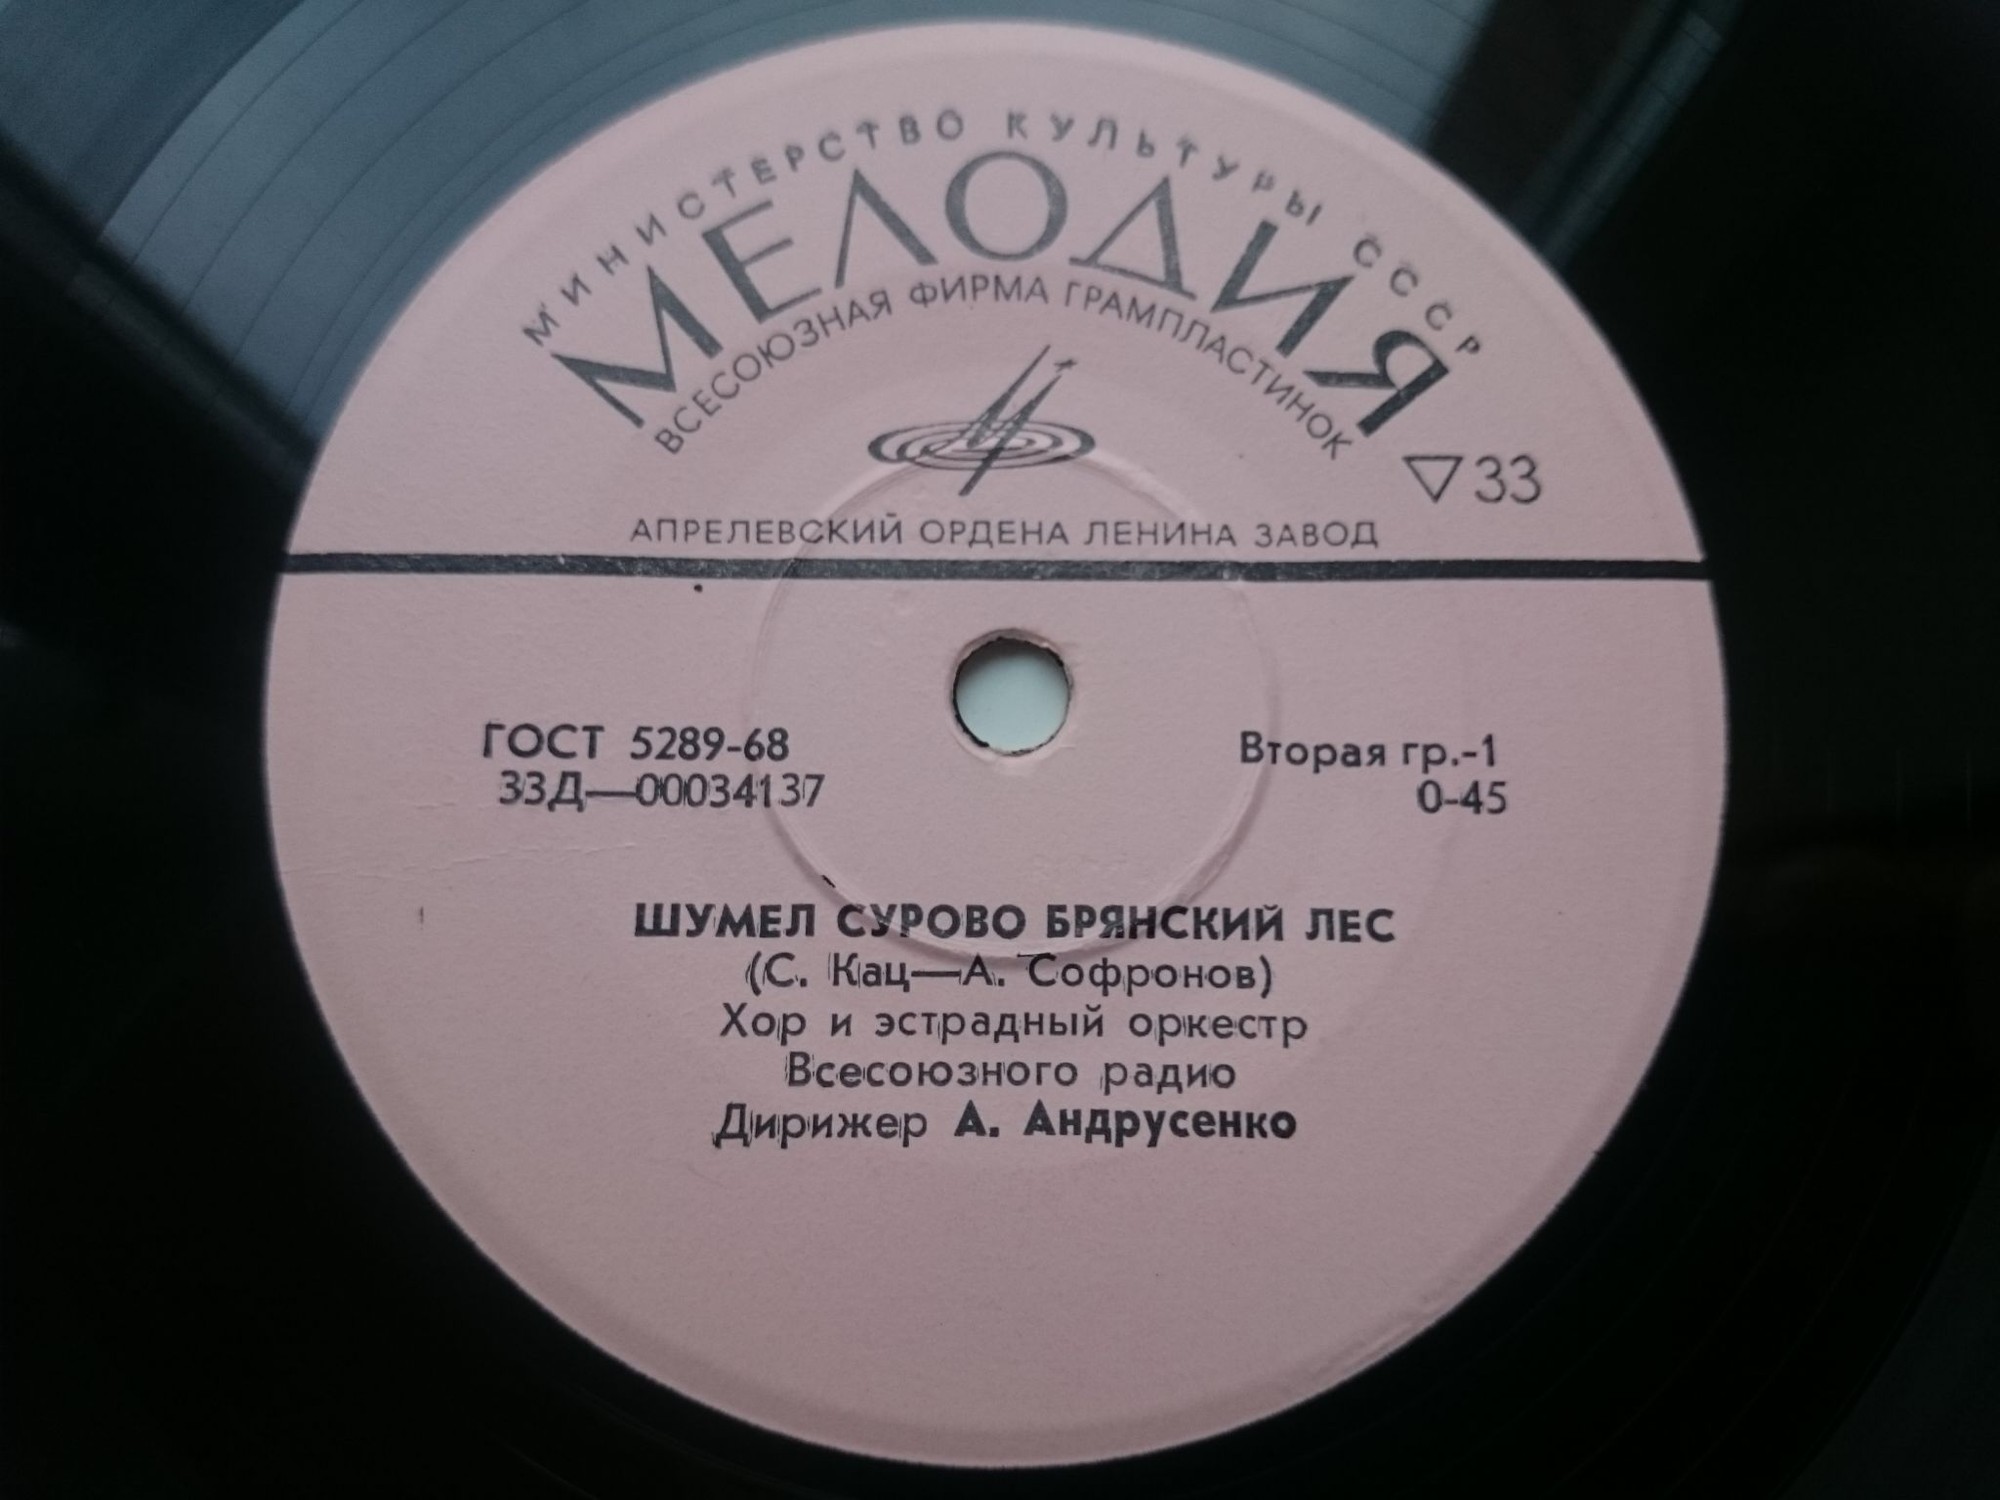 МИНИСТЕРСТВО КУЛЬТУРЫ СССР
МЕЛОДИЯ
ВСЕСОЮЗНАЯ ФИРМА ГРАМПЛАСТИНОК
▽33
АПРЕЛЕВСКИЙ ОРДЕНА ЛЕНИНА ЗАВОД
ГОСТ 5289-68
33Д—00034137
Вторая гр.-1
0-45
ШУМЕЛ СУРОВО БРЯНСКИЙ ЛЕС
(С. Кац—А. Софронов)
Хор и эстрадный оркестр
Всесоюзного радио
Дирижер А. Андрусенко